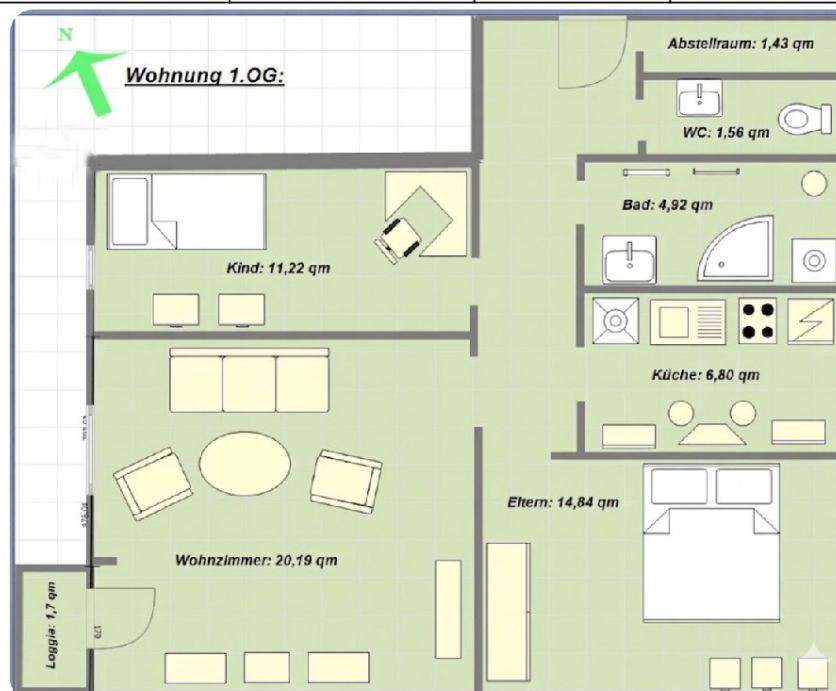 N
Wohnung 1.OG:
Abstellraum: 1,43 qm
WC: 1,56 qm
Bad: 4,92 qm
Kind: 11,22 qm
Küche: 6,80 qm
Eltern: 14,84 qm
Wohnzimmer: 20,19 qm
Loggia: 1,7 qm
170